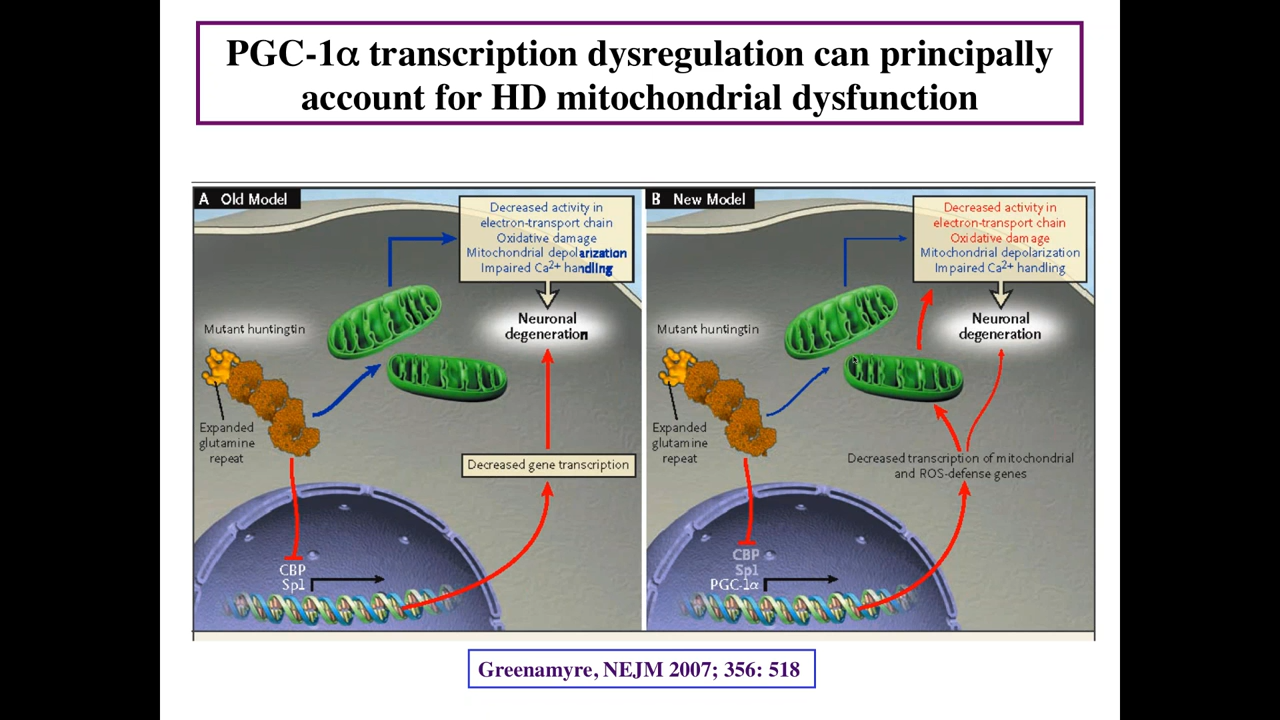 PGC-1α transcription dysregulation can principally
account for HD mitochondrial dysfunction
A Old Model
Decreased activity in
electron-transport chain
Oxidative damage
Mitochondrial depolarization
Impaired Ca2+ handling
Mutant huntingtin
Neuronal
degeneration
Expanded
glutamine
repeat
Decreased gene transcription
CBP
Sp1
B New Model
Decreased activity in
electron-transport chain
Oxidative damage
Mitochondrial depolarization
Impaired Ca2+ handling
Mutant huntingtin
Neuronal
degeneration
Expanded
glutamine
repeat
Decreased transcription of mitochondrial
and ROS-defense genes
CBP
Sp1
PGC-1α
Greenamyre, NEJM 2007; 356: 518